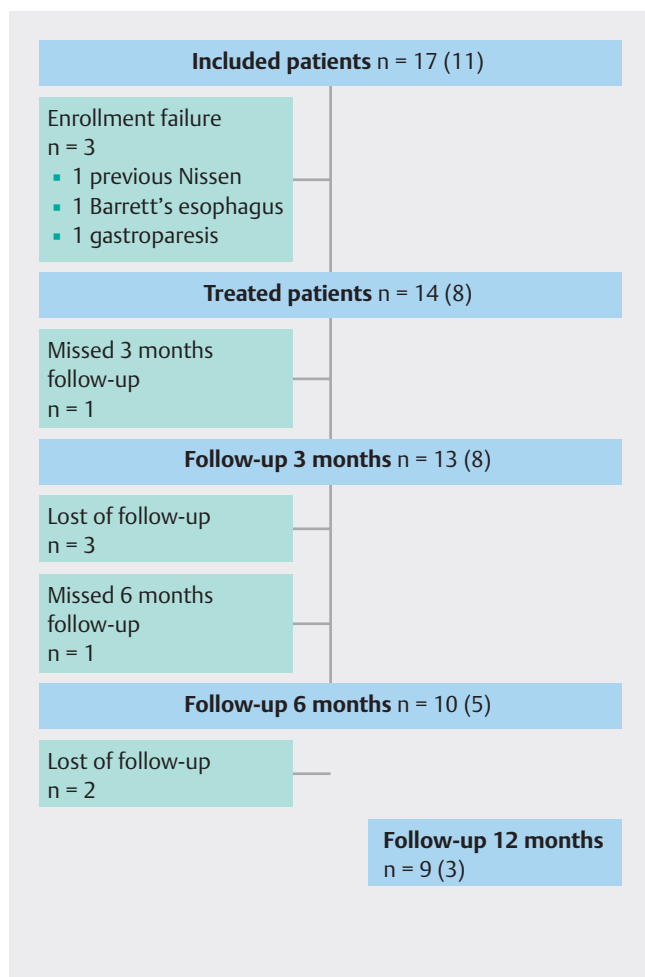 Included patients n = 17 (11)
Enrollment failure
n = 3
▪ 1 previous Nissen
▪ 1 Barrett’s esophagus
▪ 1 gastroparesis
Treated patients n = 14 (8)
Missed 3 months
follow-up
n = 1
Follow-up 3 months n = 13 (8)
Lost of follow-up
n = 3
Missed 6 months
follow-up
n = 1
Follow-up 6 months n = 10 (5)
Lost of follow-up
n = 2
Follow-up 12 months
n = 9 (3)